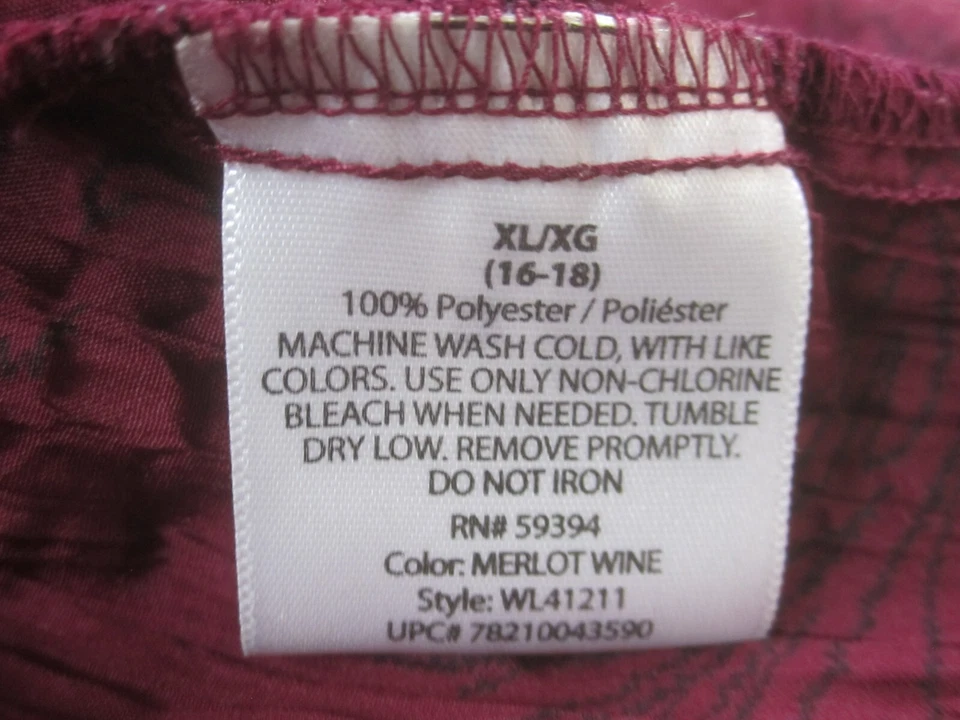 XL/XG
(16-18)
100% Polyester / Poliéster
MACHINE WASH COLD, WITH LIKE
COLORS. USE ONLY NON-CHLORINE
BLEACH WHEN NEEDED. TUMBLE
DRY LOW. REMOVE PROMPTLY.
DO NOT IRON
RN# 59394
Color: MERLOT WINE
Style: WL41211
UPC# 78210043590